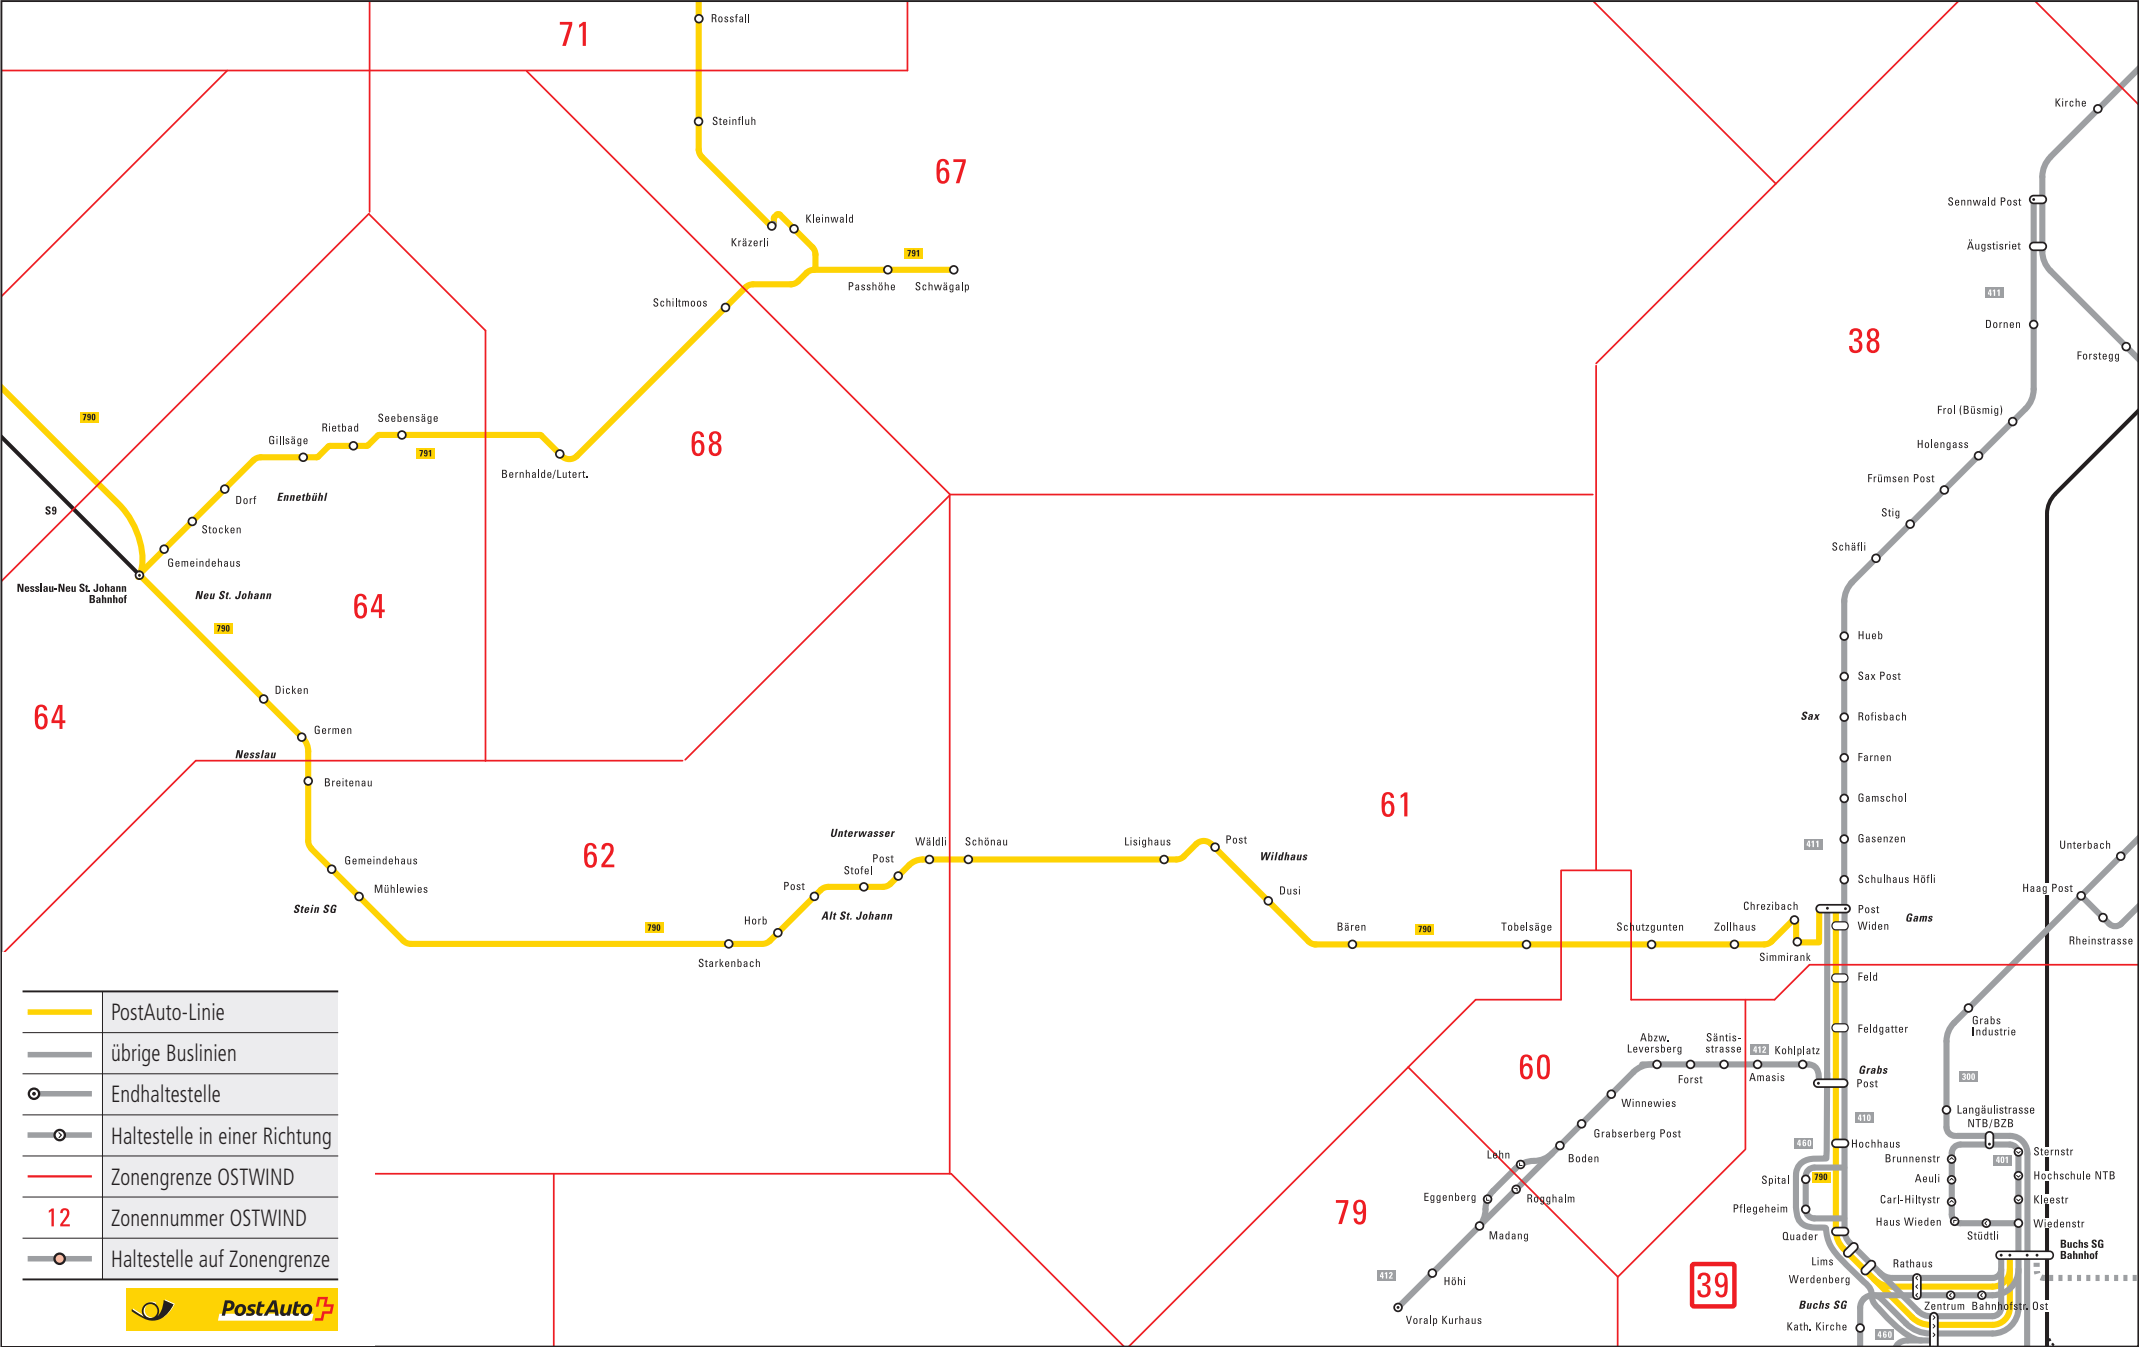 71
Rossfall
Kirche
Steinfluh
67
Sennwald Post
Kleinwald
Kräzerli
Äugstisriet
791
Passhöhe
Schwägalp
411
Schiltmoos
Dornen
38
Forstegg
790
Seebensäge
Frol (Büsmig)
Rietbad
Gillsäge
68
Holengass
791
Bernhalde/Lutert.
Frümsen Post
Dorf
Ennetbühl
S9
Stig
Stocken
Schäfli
Gemeindehaus
Nesslau-Neu St. Johann
Bahnhof
Neu St. Johann
64
790
Hueb
Sax Post
Dicken
64
Sax
Rofisbach
Germen
Nesslau
Farnen
Breitenau
Gamschol
61
Unterwasser
Gasenzen
Wäldli
Schönau
Lisighaus
Post
411
Unterbach
62
Gemeindehaus
Post
Wildhaus
Stofel
Schulhaus Höfli
Mühlewies
Post
Dusi
Haag Post
Stein SG
Alt St. Johann
Chrezibach
Post
Gams
Horb
790
Bären
790
Tobelsäge
Schutzgunten
Zollhaus
Widen
Simmirank
Rheinstrasse
Starkenbach
Feld
PostAuto-Linie
Grabs
Industrie
Feldgatter
übrige Buslinien
Abzw.
Leversberg
Säntis-
strasse
412
Kohlplatz
60
Forst
Amasis
Grabs
Post
300
Endhaltestelle
Winnewies
Langäulistrasse
NTB/BZB
410
Haltestelle in einer Richtung
Grabserberg Post
460
Hochhaus
Lehn
Boden
Brunnenstr
401
Sternstr
Zonengrenze OSTWIND
Spital
790
Aeuli
Hochschule NTB
Eggenberg
Rogghalm
Carl-Hiltystr
Kleestr
79
Pflegeheim
12
Zonennummer OSTWIND
Haus Wieden
Wiedenstr
Madang
Quader
Städtli
Buchs SG
Bahnhof
Haltestelle auf Zonengrenze
Lims
Rathaus
412
Höhi
39
Werdenberg
PostAuto
Buchs SG
Zentrum
Bahnhofstr. Ost
Voralp Kurhaus
Kath. Kirche
460